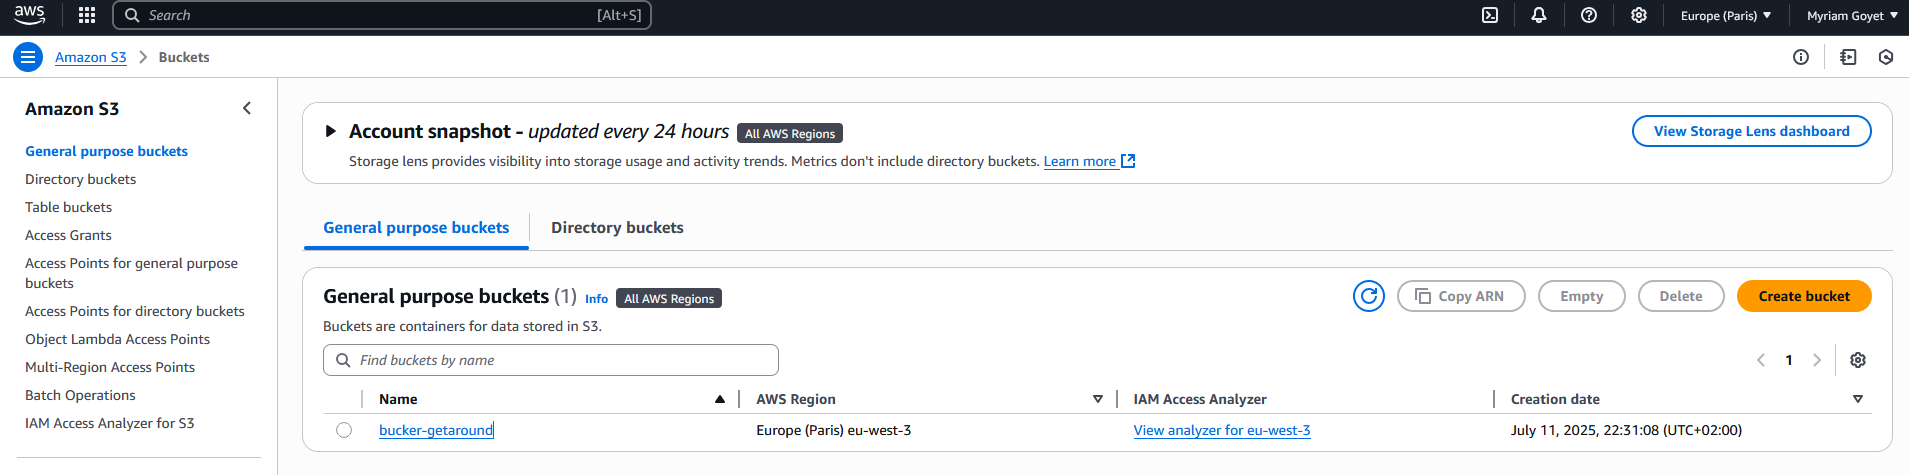 aws
Search [Alt+S]
Europe (Paris)
Myriam Goyet
Amazon S3 > Buckets
Amazon S3
General purpose buckets
Directory buckets
Table buckets
Access Grants
Access Points for general purpose
buckets
Access Points for directory buckets
Object Lambda Access Points
Multi-Region Access Points
Batch Operations
IAM Access Analyzer for S3
Account snapshot - updated every 24 hours All AWS Regions
View Storage Lens dashboard
Storage lens provides visibility into storage usage and activity trends. Metrics don't include directory buckets. Learn more
General purpose buckets
Directory buckets
General purpose buckets (1) Info All AWS Regions
Copy ARN
Empty
Delete
Create bucket
Buckets are containers for data stored in S3.
Find buckets by name
1
Name AWS Region IAM Access Analyzer Creation date
bucker-getaround Europe (Paris) eu-west-3 View analyzer for eu-west-3 July 11, 2025, 22:31:08 (UTC+02:00)